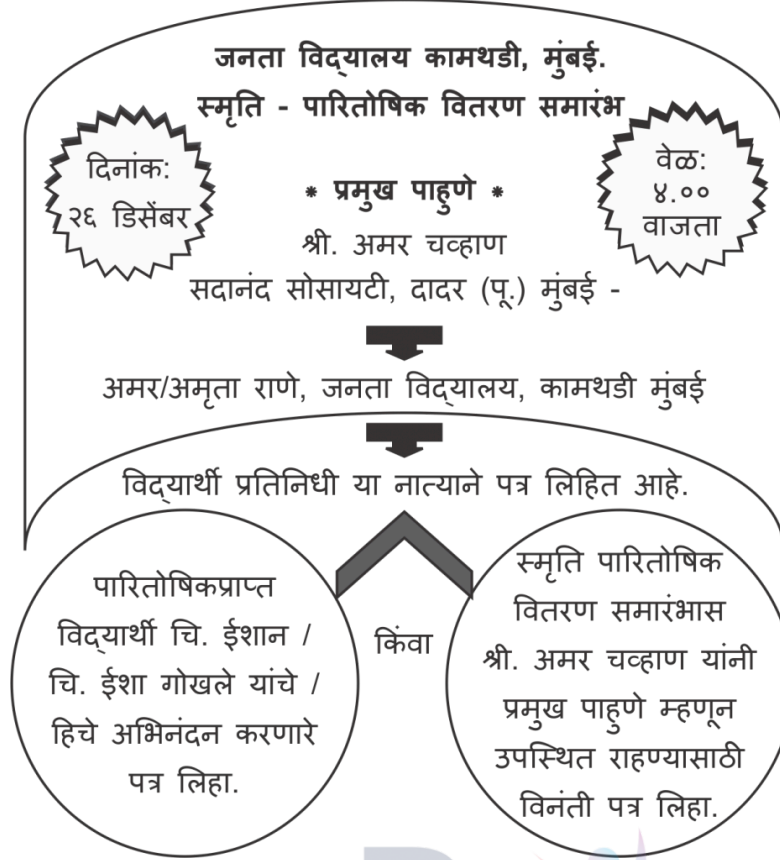 जनता विद्‌यालय कामथडी, मुंबई.
स्मृति - पारितोषिक वितरण समारंभ
दिनांक:
२६ डिसेंबर
वेळ:
४.००
वाजता
* प्रमुख पाहुणे *
श्री. अमर चव्हाण
सदानंद सोसायटी, दादर (पू.) मुंबई -
अमर/अमृता राणे, जनता विद्‌यालय, कामथडी मुंबई
विद्‌यार्थी प्रतिनिधी या नात्याने पत्र लिहित आहे.
पारितोषिकप्राप्त
विद्‌यार्थी चि. ईशान /
चि. ईशा गोखले यांचे /
हिचे अभिनंदन करणारे
पत्र लिहा.
किंवा
स्मृति पारितोषिक
वितरण समारंभास
श्री. अमर चव्हाण यांनी
प्रमुख पाहुणे म्हणून
उपस्थित राहण्यासाठी
विनंती पत्र लिहा.